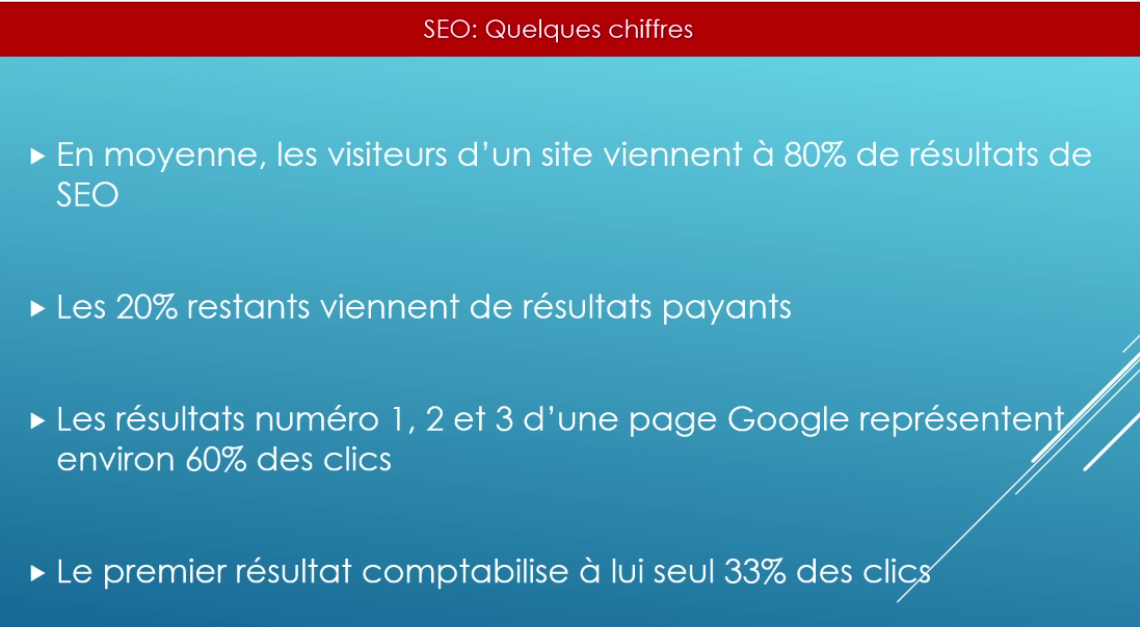 SEO: Quelques chiffres
En moyenne, les visiteurs d'un site viennent à 80% de résultats de
SEO
Les 20% restants viennent de résultats payants
Les résultats numéro 1, 2 et 3 d'une page Google représentent
environ 60% des clics
Le premier résultat comptabilise à lui seul 33% des clics